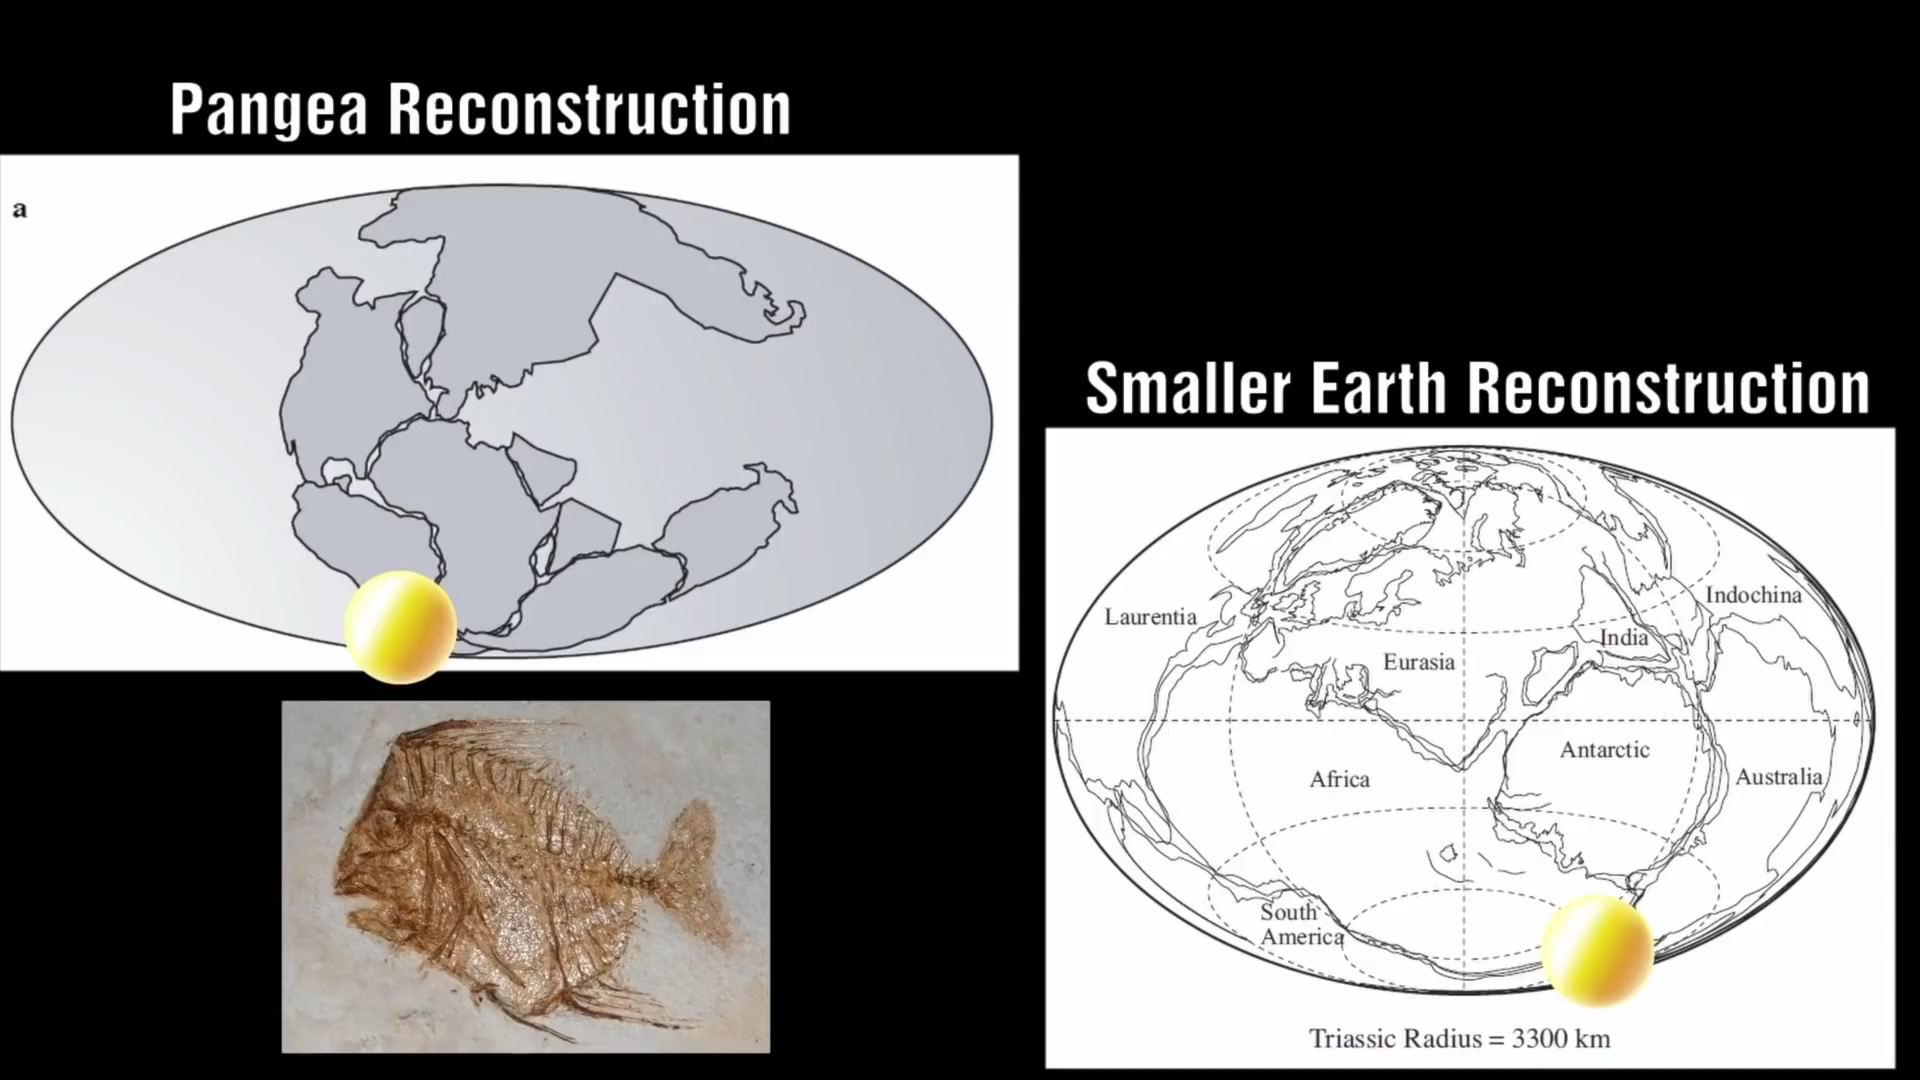 Pangea Reconstruction
a
Smaller Earth Reconstruction
Laurentia
Indochina
India
Eurasia
Antarctic
Africa
Australia
South
America
Triassic Radius = 3300 km